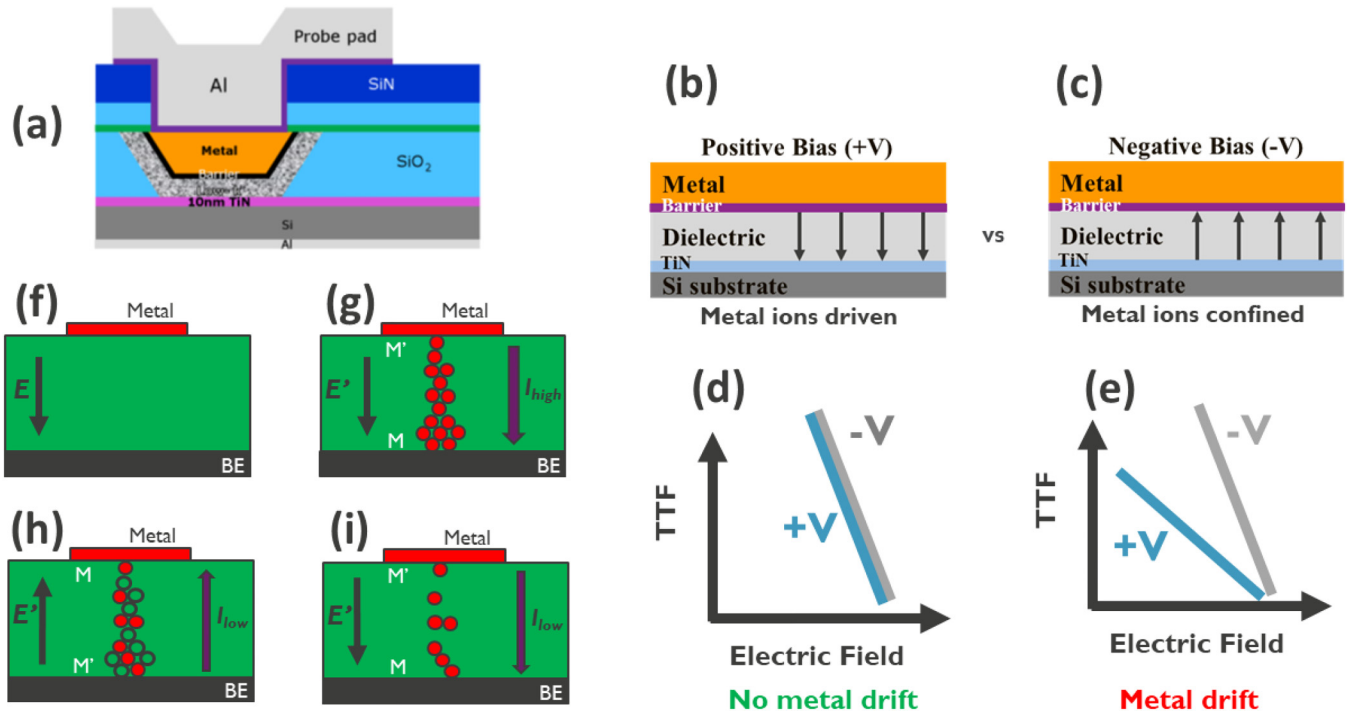 (a)
Probe pad
Al
SiN
Metal
Barrier
SiO2
10nm TiN
Si
Al
(b)
Positive Bias (+V)
Metal
Barrier
Dielectric
TiN
Si substrate
Metal ions driven
vs
(c)
Negative Bias (-V)
Metal
Barrier
Dielectric
TiN
Si substrate
Metal ions confined
(f)
Metal
E
BE
(g)
Metal
M'
E'
Ihigh
M
BE
(h)
Metal
M
E'
Ilow
M'
BE
(i)
Metal
M'
E'
Ilow
M
BE
(d)
TTF
-V
+V
Electric Field
No metal drift
(e)
TTF
-V
+V
Electric Field
Metal drift